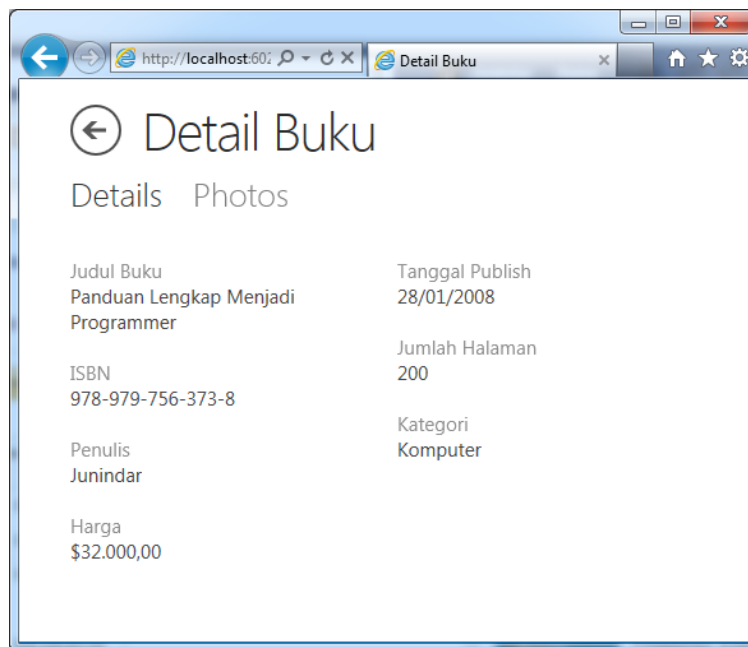 http://localhost:602
Detail Buku
Detail Buku
Details Photos
Judul Buku
Panduan Lengkap Menjadi
Programmer
ISBN
978-979-756-373-8
Penulis
Junindar
Harga
$32.000,00
Tanggal Publish
28/01/2008
Jumlah Halaman
200
Kategori
Komputer